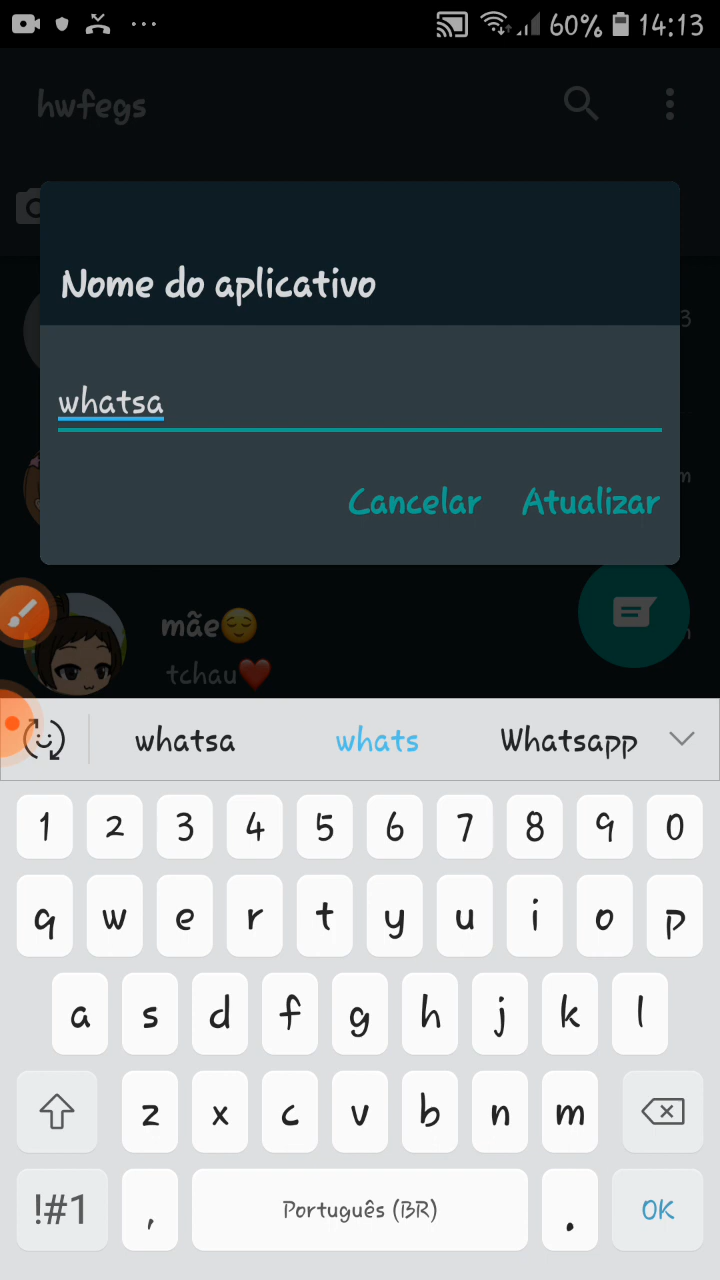 60% 14:13
hwfegs
Nome do aplicativo
3
whatsa
m
Cancelar Atualizar
mãe😌
tchau❤️
whatsa whats Whatsapp
1 2 3 4 5 6 7 8 9 0
q w e r t y u i o p
a s d f g h j k l
z x c v b n m
!#1 , Português (BR) . OK